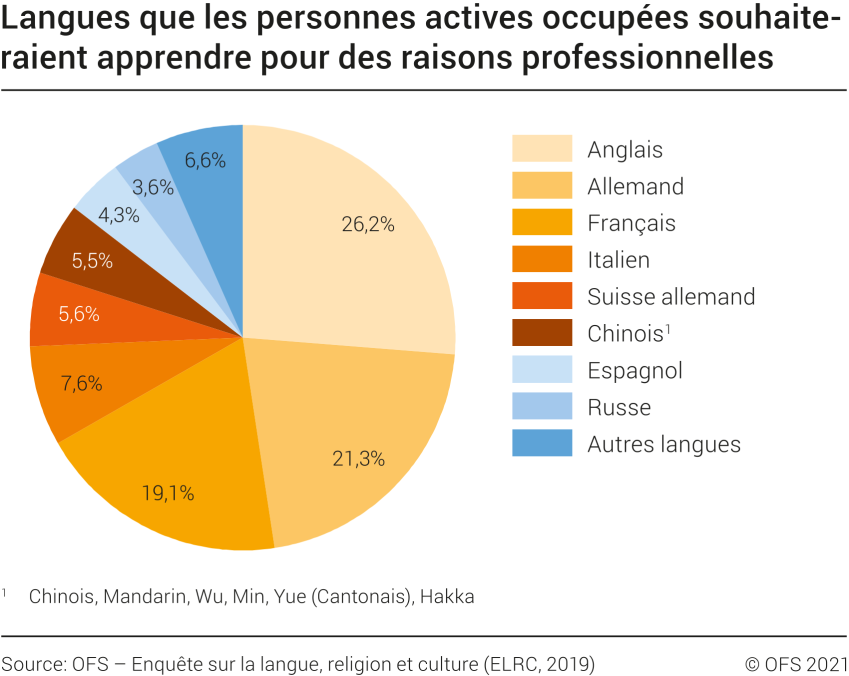 Langues que les personnes actives occupées souhaite-
raient apprendre pour des raisons professionnelles
6,6%
3,6%
4,3%
5,5%
5,6%
7,6%
19,1%
21,3%
26,2%
Anglais
Allemand
Français
Italien
Suisse allemand
Chinois¹
Espagnol
Russe
Autres langues
¹ Chinois, Mandarin, Wu, Min, Yue (Cantonais), Hakka
Source: OFS – Enquête sur la langue, religion et culture (ELRC, 2019)
© OFS 2021